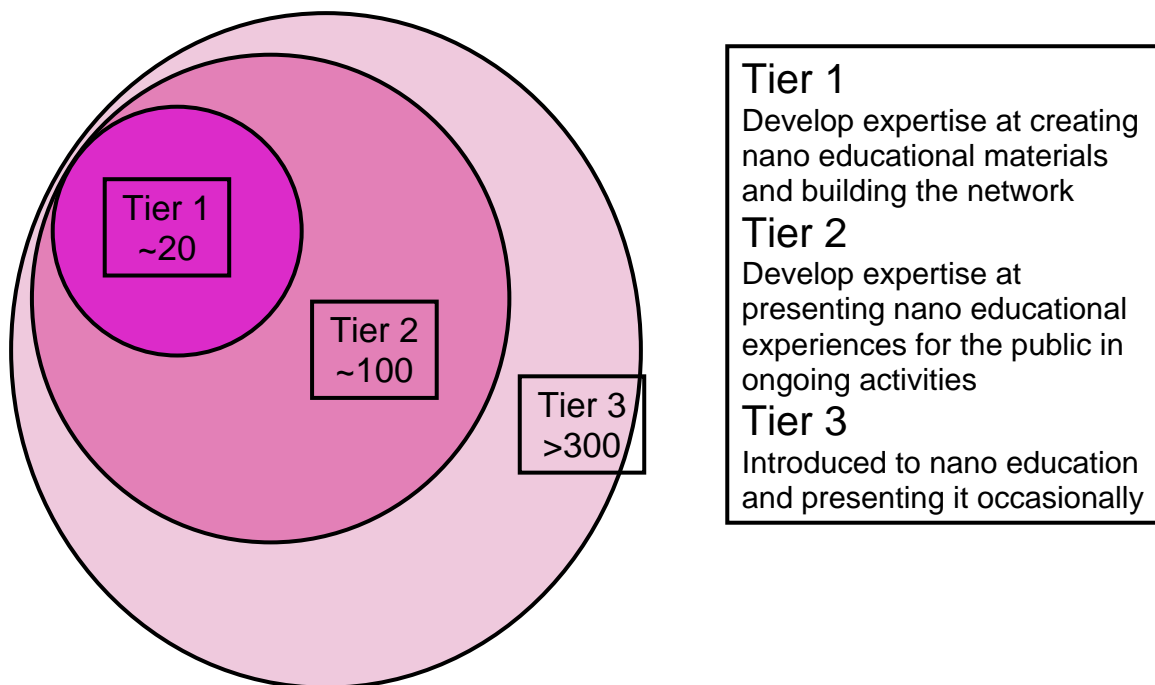 Tier 1
~20
Tier 2
~100
Tier 3
>300
Tier 1
Develop expertise at creating
nano educational materials
and building the network
Tier 2
Develop expertise at
presenting nano educational
experiences for the public in
ongoing activities
Tier 3
Introduced to nano education
and presenting it occasionally